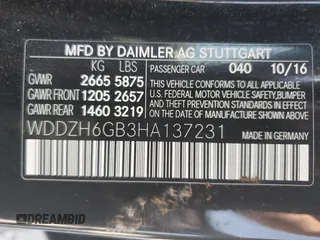 MFD BY DAIMLER AG STUTTGART
KG LBS PASSENGER CAR 040 10/16
GVWR 2665 5875 THIS VEHICLE CONFORMS TO ALL
GAWR FRONT 1205 2657 APPLICABLE U.S. FEDERAL MOTOR
GAWR REAR 1460 3219 VEHICLE SAFETY, BUMPER, AND
THEFT PREVENTION STANDARDS IN
WDDZH6GB3HA137231 EFFECT ON THE DATE OF
MANUFACTURE SHOWN ABOVE.
MADE IN GERMANY
DREAMBID